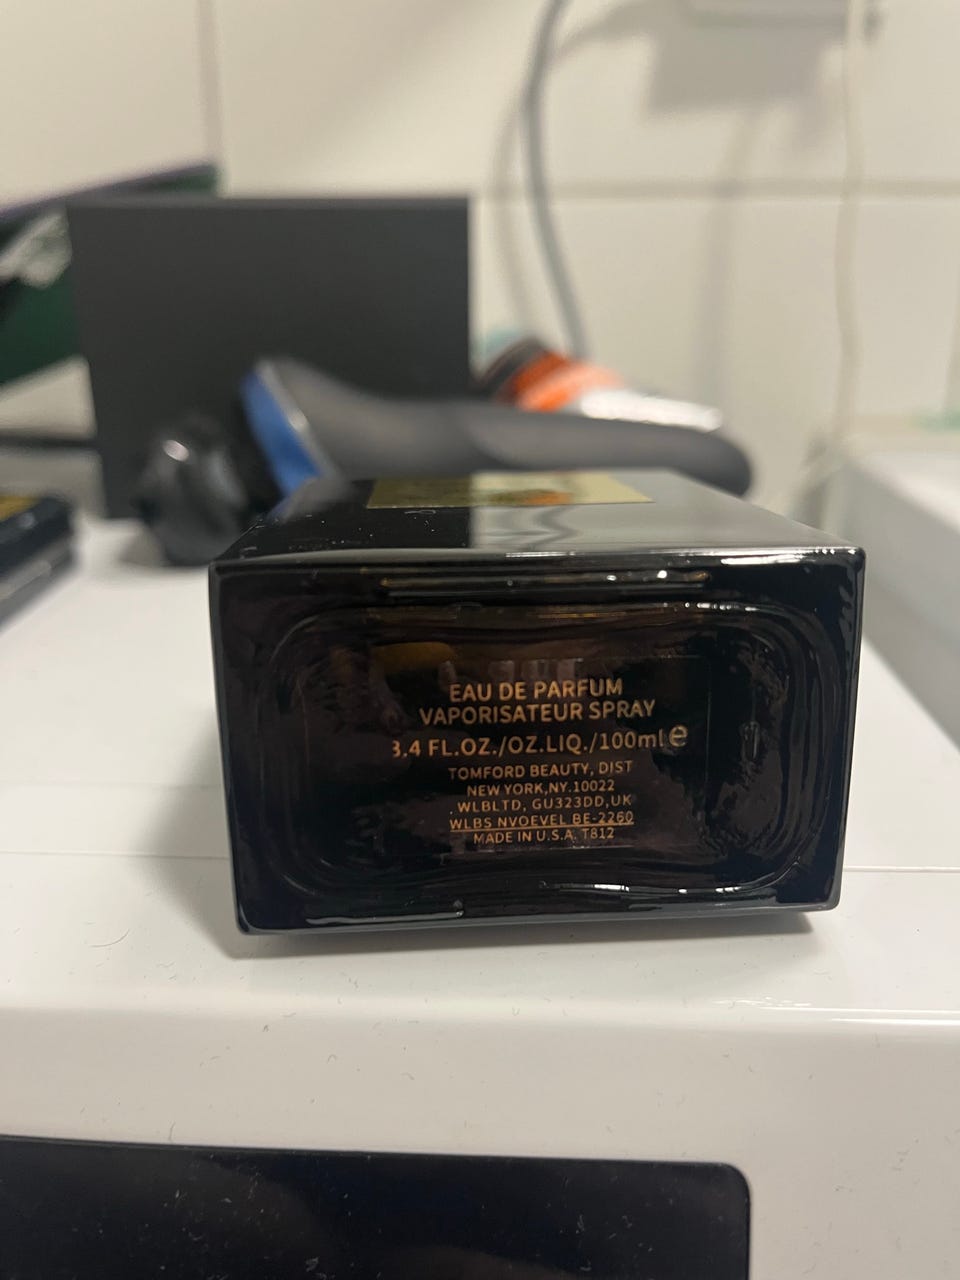 EAU DE PARFUM
VAPORISATEUR SPRAY
3.4 FL.OZ./OZ.LIQ./100ml e
TOMFORD BEAUTY, DIST
NEW YORK,NY.10022
.WLBLTD, GU323DD,UK
WLBS NVOEVEL BE-2260
MADE IN U.S.A. T812